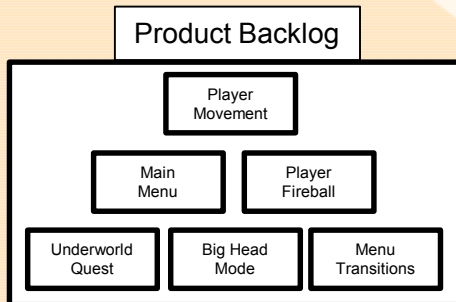 Product Backlog
Player
Movement
Main
Menu
Player
Fireball
Underworld
Quest
Big Head
Mode
Menu
Transitions